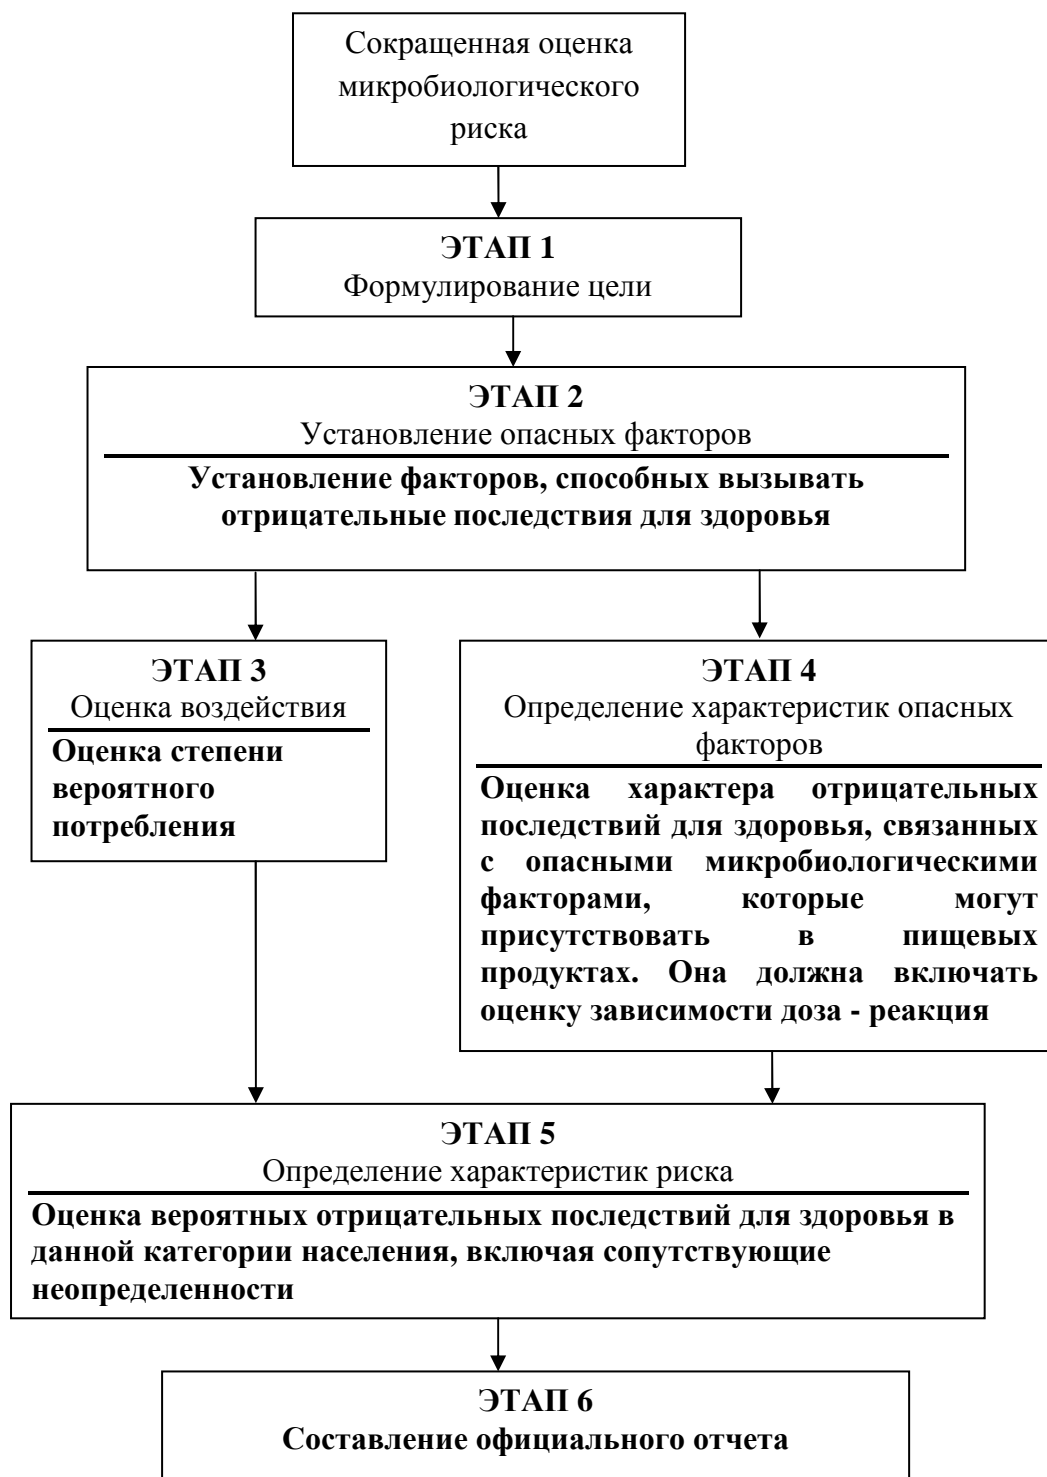 Сокращенная оценка
микробиологического
риска
ЭТАП 1
Формулирование цели
ЭТАП 2
Установление опасных факторов
Установление факторов, способных вызывать
отрицательные последствия для здоровья
ЭТАП 3
Оценка воздействия
Оценка степени
вероятного
потребления
ЭТАП 4
Определение характеристик опасных
факторов
Оценка характера отрицательных
последствий для здоровья, связанных
с опасными микробиологическими
факторами, которые могут
присутствовать в пищевых
продуктах. Она должна включать
оценку зависимости доза - реакция
ЭТАП 5
Определение характеристик риска
Оценка вероятных отрицательных последствий для здоровья в
данной категории населения, включая сопутствующие
неопределенности
ЭТАП 6
Составление официального отчета